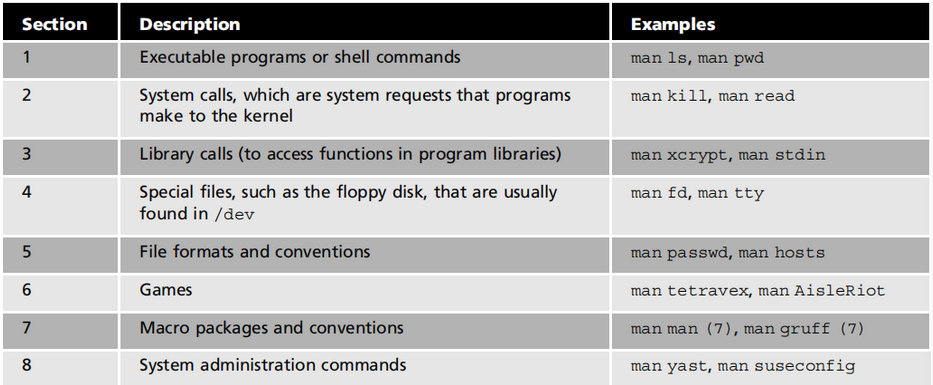 Section Description Examples
1 Executable programs or shell commands man ls, man pwd
2 System calls, which are system requests that programs man kill, man read
make to the kernel
3 Library calls (to access functions in program libraries) man xcrypt, man stdin
4 Special files, such as the floppy disk, that are usually man fd, man tty
found in /dev
5 File formats and conventions man passwd, man hosts
6 Games man tetravex, man AisleRiot
7 Macro packages and conventions man man (7), man gruff (7)
8 System administration commands man yast, man suseconfig